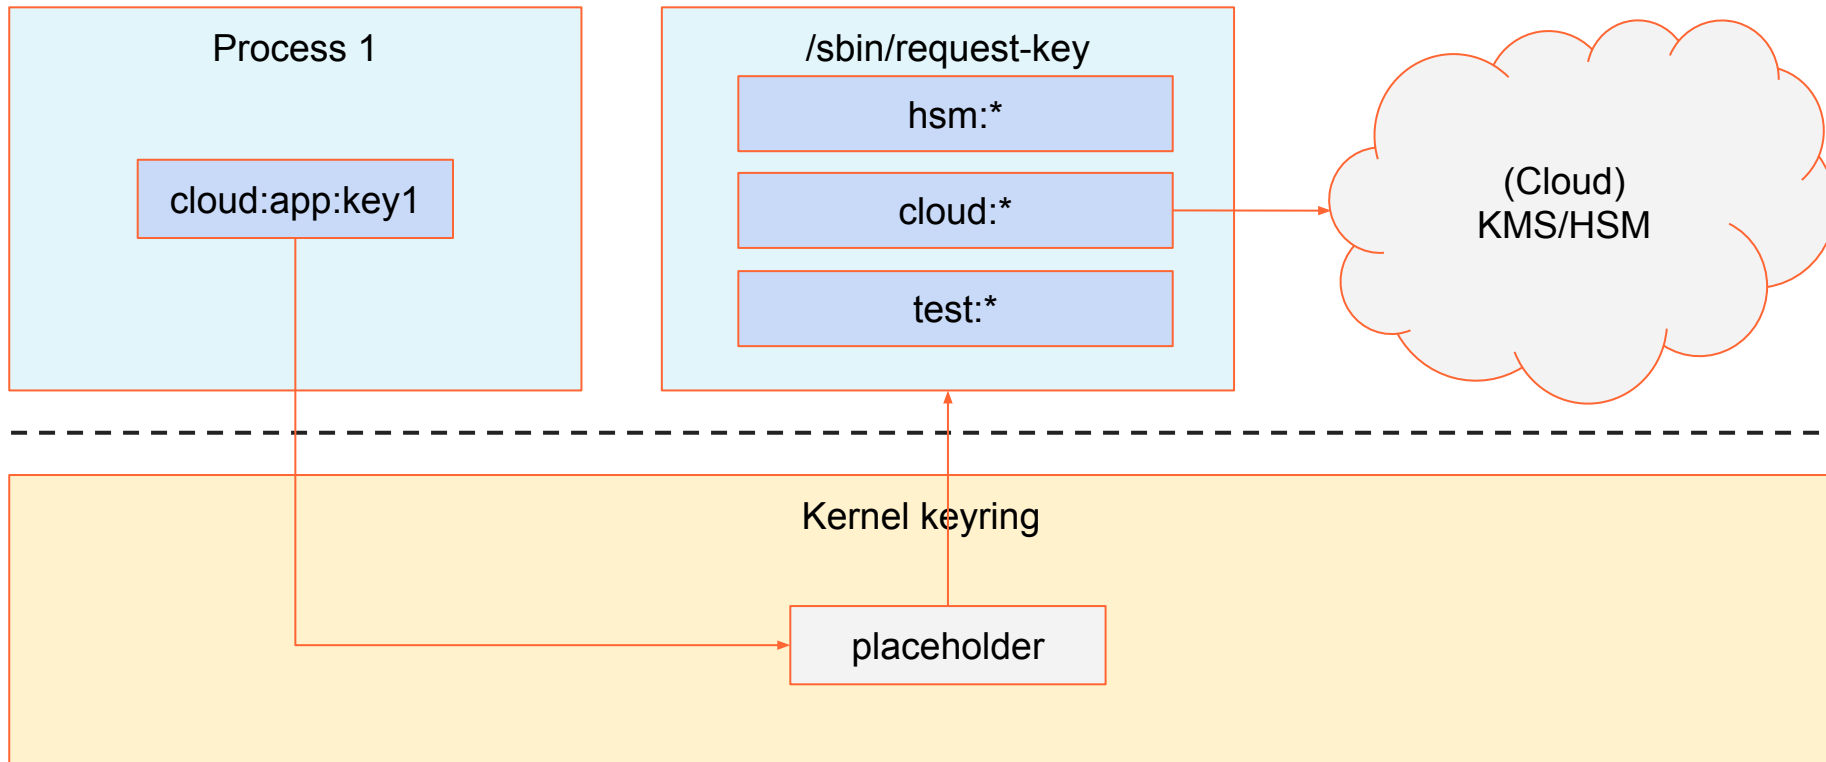 Process 1
cloud:app:key1
/sbin/request-key
hsm:*
cloud:*
test:*
(Cloud)
KMS/HSM
Kernel keyring
placeholder